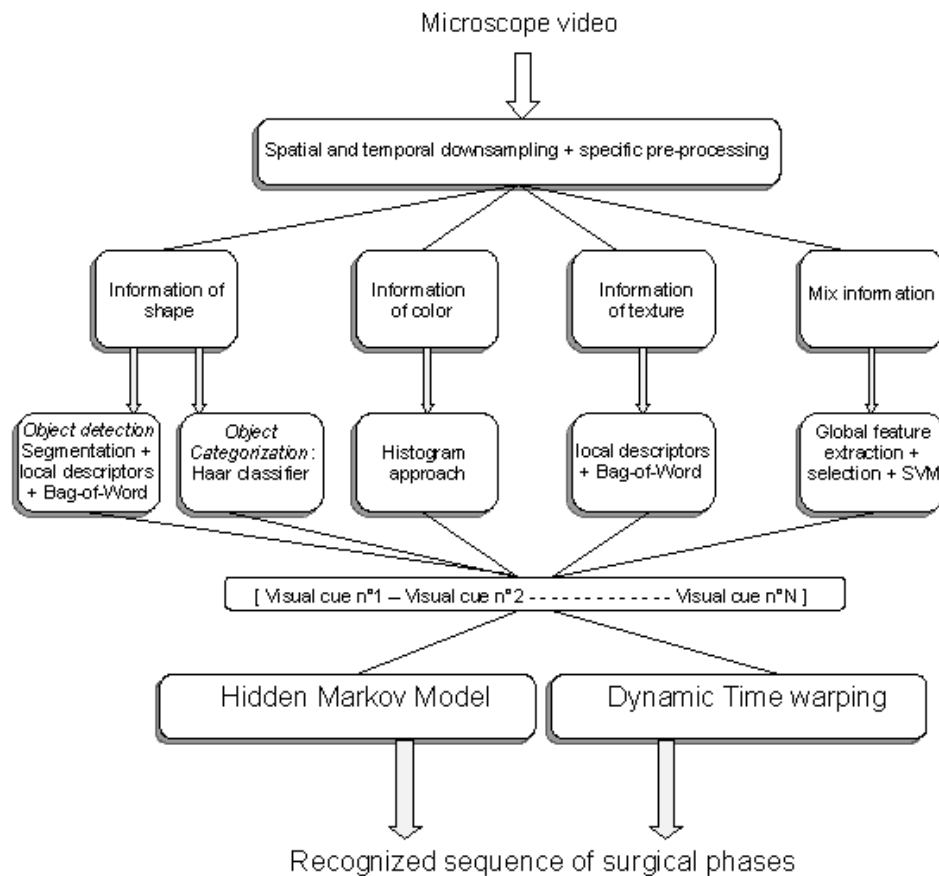 Microscope video
Spatial and temporal downsampling + specific pre-processing
Information of
shape
Information
of color
Information
of texture
Mix information
Object detection
Segmentation +
local descriptors
+ Bag-of-Word
Object
Categorization :
Haar classifier
Histogram
approach
local descriptors
+ Bag-of-Word
Global feature
extraction +
selection + SVM
[ Visual cue n°1 – Visual cue n°2 - - - - - - - - - - - - - Visual cue n°N ]
Hidden Markov Model
Dynamic Time warping
Recognized sequence of surgical phases